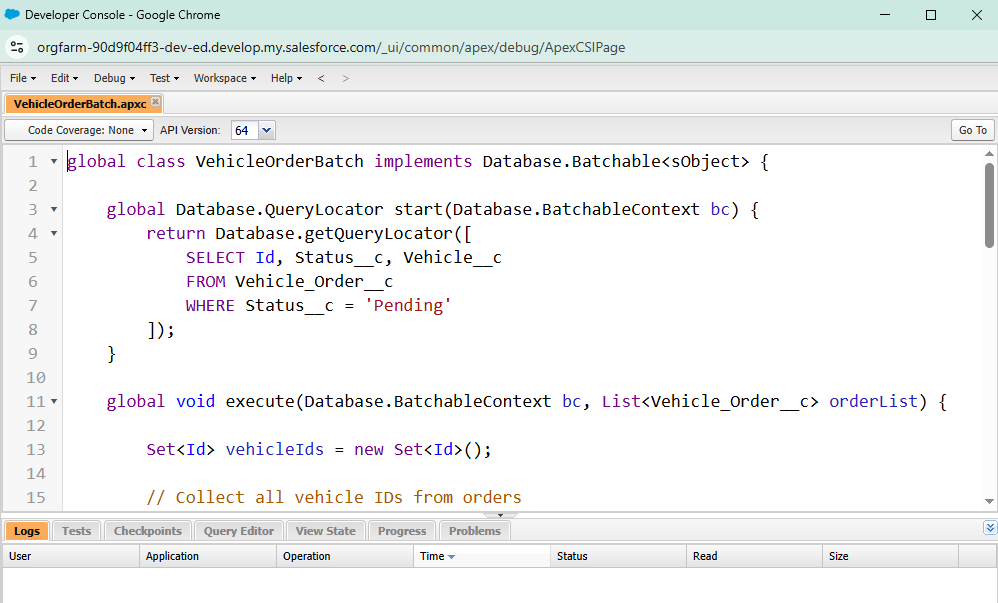 Developer Console - Google Chrome
orgfarm-90d9f04ff3-dev-ed.develop.my.salesforce.com/_ui/common/apex/debug/ApexCSIPage
File Edit Debug Test Workspace Help < >
VehicleOrderBatch.apxc
Code Coverage: None API Version: 64 Go To
1 global class VehicleOrderBatch implements Database.Batchable<sObject> {
2
3 global Database.QueryLocator start(Database.BatchableContext bc) {
4 return Database.getQueryLocator([
5 SELECT Id, Status__c, Vehicle__c
6 FROM Vehicle_Order__c
7 WHERE Status__c = 'Pending'
8 ]);
9 }
10
11 global void execute(Database.BatchableContext bc, List<Vehicle_Order__c> orderList) {
12
13 Set<Id> vehicleIds = new Set<Id>();
14
15 // Collect all vehicle IDs from orders
Logs Tests Checkpoints Query Editor View State Progress Problems
User Application Operation Time Status Read Size